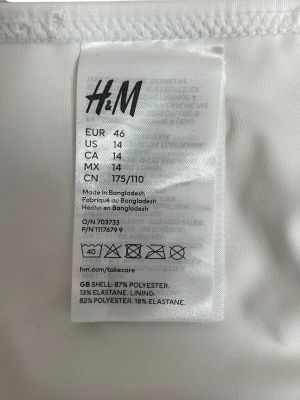 H&M
EUR 46
US 14
CA 14
MX 14
CN 175/110
Made in Bangladesh
Fabriqué au Bangladesh
Hecho en Bangladesh
O/N 703733
P/N 1117679 9
40
hm.com/takecare
GB SHELL: 87% POLYESTER.
13% ELASTANE. LINING:
82% POLYESTER. 18% ELASTANE.